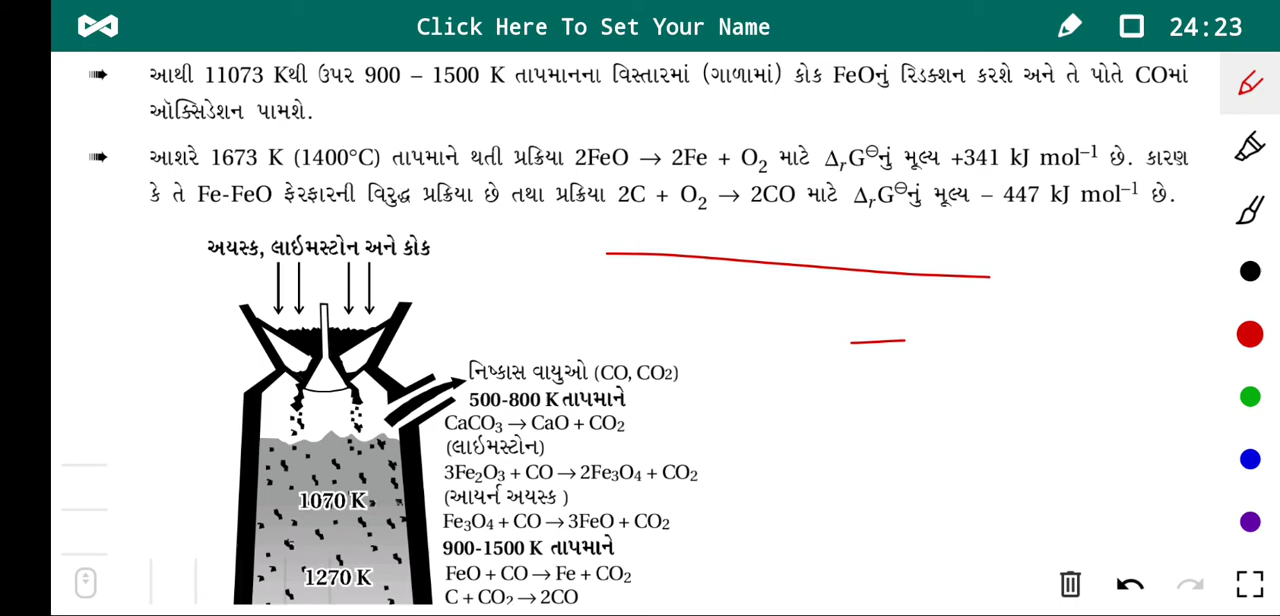 Click Here To Set Your Name
24:23
આથી 11073 Kથી ઉપર 900 – 1500 K તાપમાનના વિસ્તારમાં (ગાળામાં) કોક FeOનું રિડક્શન કરશે અને તે પોતે COમાં
ઑક્સિડેશન પામશે.
આશરે 1673 K (1400°C) તાપમાને થતી પ્રક્રિયા 2FeO → 2Fe + O₂ માટે ΔᵣG⊖નું મૂલ્ય +341 kJ mol⁻¹ છે. કારણ
કે તે Fe-FeO ફેરફારની વિરુદ્ધ પ્રક્રિયા છે તથા પ્રક્રિયા 2C + O₂ → 2CO માટે ΔᵣG⊖નું મૂલ્ય – 447 kJ mol⁻¹ છે.
અયસ્ક, લાઇમસ્ટોન અને કોક
નિષ્કાસ વાયુઓ (CO, CO₂)
500-800 K તાપમાને
CaCO₃ → CaO + CO₂
(લાઇમસ્ટોન)
3Fe₂O₃ + CO → 2Fe₃O₄ + CO₂
(આયર્ન અયસ્ક )
1070 K
Fe₃O₄ + CO → 3FeO + CO₂
900-1500 K તાપમાને
FeO + CO → Fe + CO₂
1270 K
C + CO₂ → 2CO